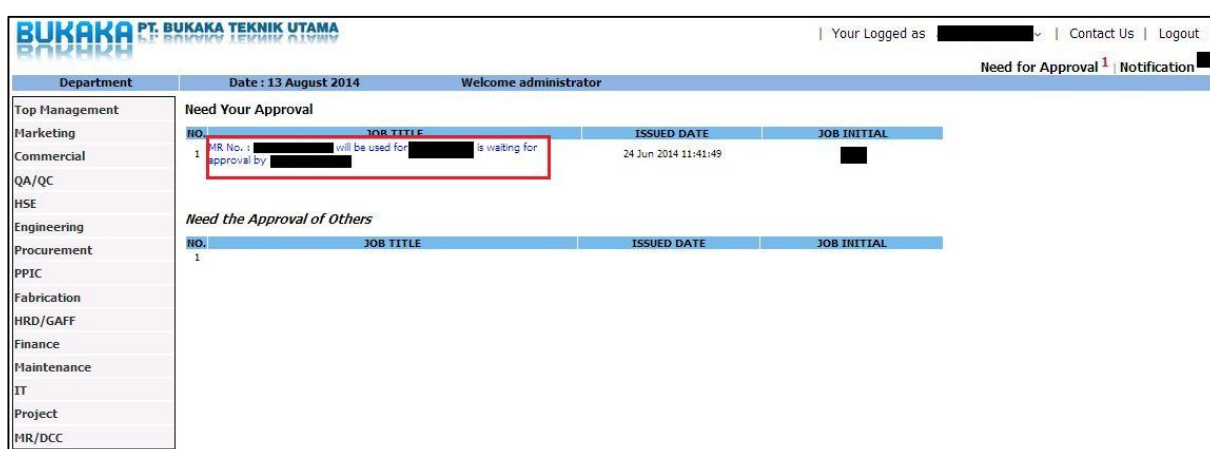 BUKAKA PT. BUKAKA TEKNIK UTAMA
| Your Logged as | Contact Us | Logout
Need for Approval 1 | Notification
Department Date : 13 August 2014 Welcome administrator
Top Management
Marketing
Commercial
QA/QC
HSE
Engineering
Procurement
PPIC
Fabrication
HRD/GAFF
Finance
Maintenance
IT
Project
MR/DCC
Need Your Approval
NO. JOB TITLE ISSUED DATE JOB INITIAL
1 MR No. : will be used for is waiting for
approval by
24 Jun 2014 11:41:49
Need the Approval of Others
NO. JOB TITLE ISSUED DATE JOB INITIAL
1